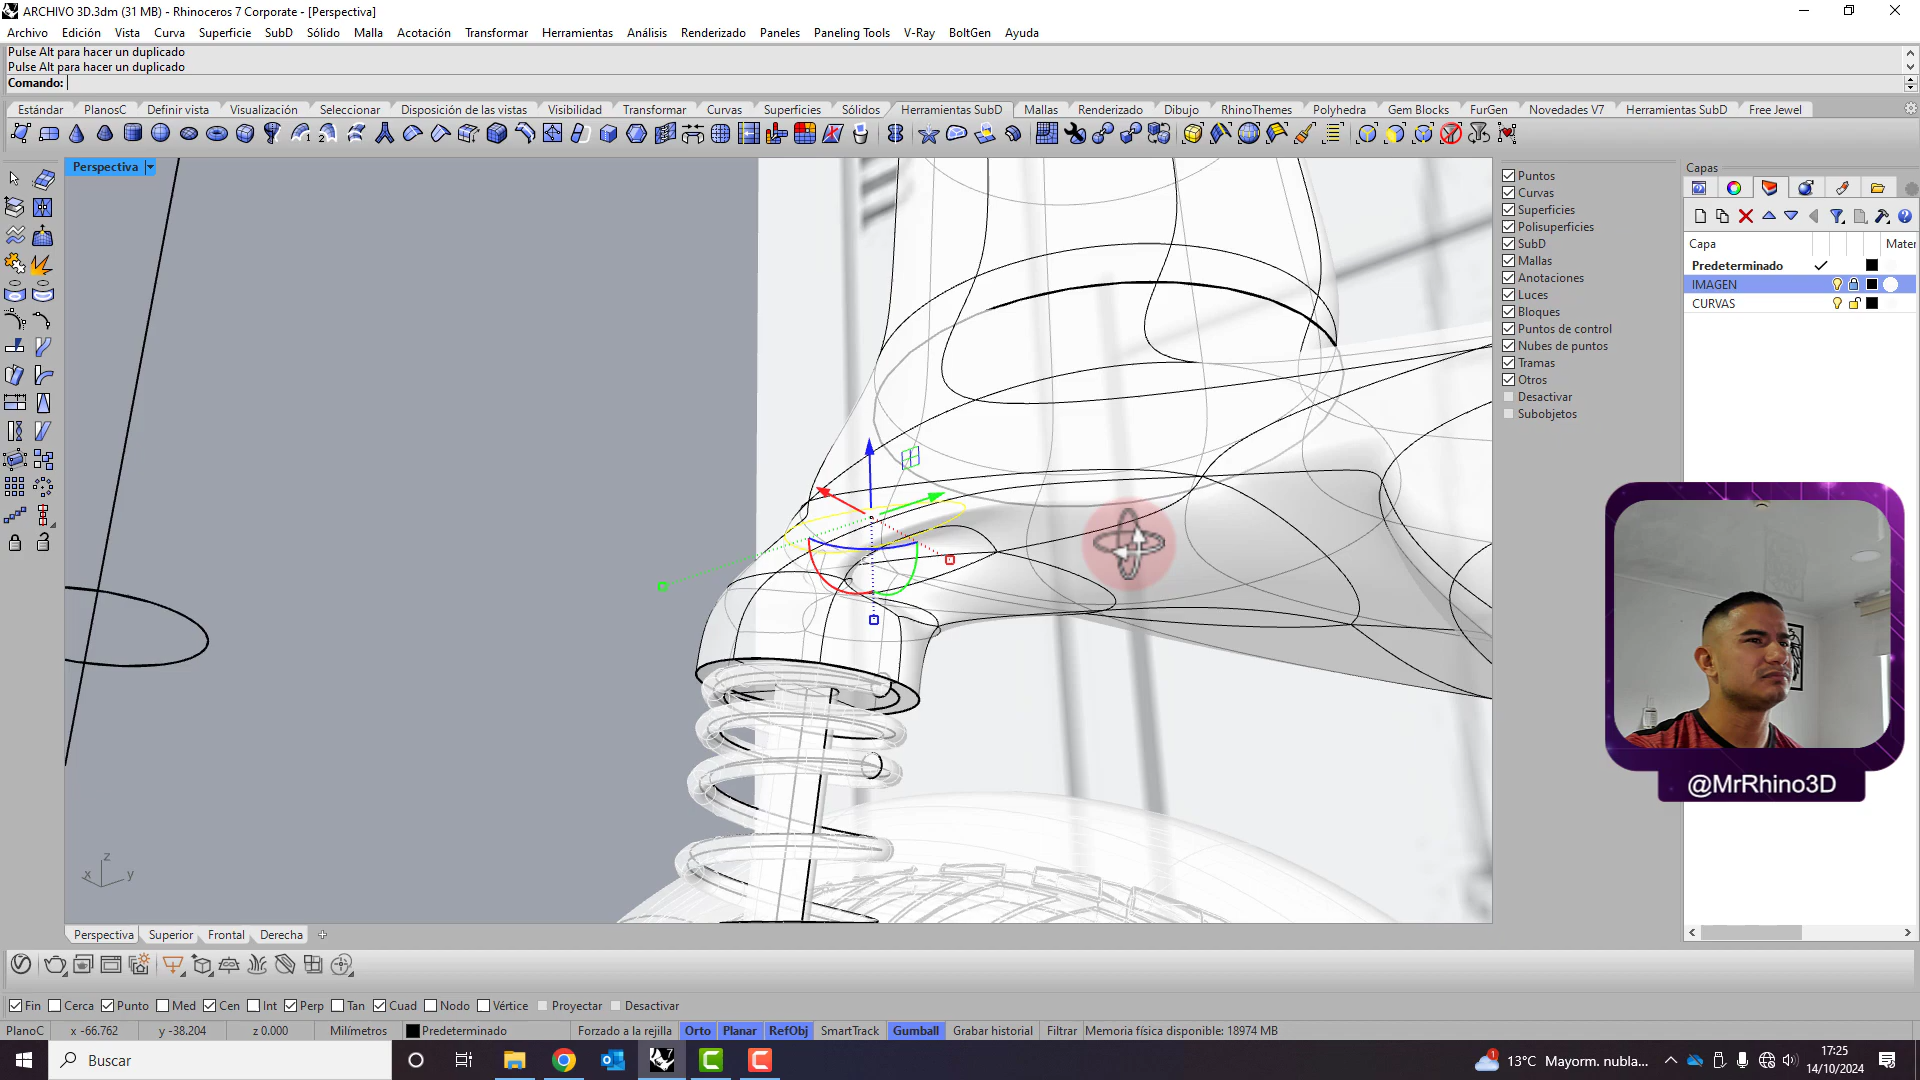 ARCHIVO 3D.3dm (31 MB) - Rhinoceros 7 Corporate - [Perspectiva]
Archivo Edición Vista Curva Superficie SubD Sólido Malla Acotación Transformar Herramientas Análisis Renderizado Paneles Paneling Tools V-Ray BoltGen Ayuda
Pulse Alt para hacer un duplicado
Pulse Alt para hacer un duplicado
Comando:
Estándar PlanosC Definir vista Visualización Seleccionar Disposición de las vistas Visibilidad Transformar Curvas Superficies Sólidos Herramientas SubD Mallas Renderizado Dibujo RhinoThemes Polyhedra Gem Blocks FurGen Novedades V7 Herramientas SubD Free Jewel
Perspectiva
Puntos
Curvas
Superficies
Polisuperficies
SubD
Mallas
Anotaciones
Luces
Bloques
Puntos de control
Nubes de puntos
Tramas
Otros
Desactivar
Subobjetos
Capas
Capa Mater
Predeterminado
IMAGEN
CURVAS
@MrRhino3D
z
x y
Perspectiva Superior Frontal Derecha
Fin Cerca Punto Med Cen Int Perp Tan Cuad Nodo Vértice Proyectar Desactivar
PlanoC x -66.762 y -38.204 z 0.000 Milímetros Predeterminado Forzado a la rejilla Orto Planar RefObj SmartTrack Gumball Grabar historial Filtrar Memoria física disponible: 18974 MB
Buscar
1 13°C Mayorm. nubla...
17:25
14/10/2024